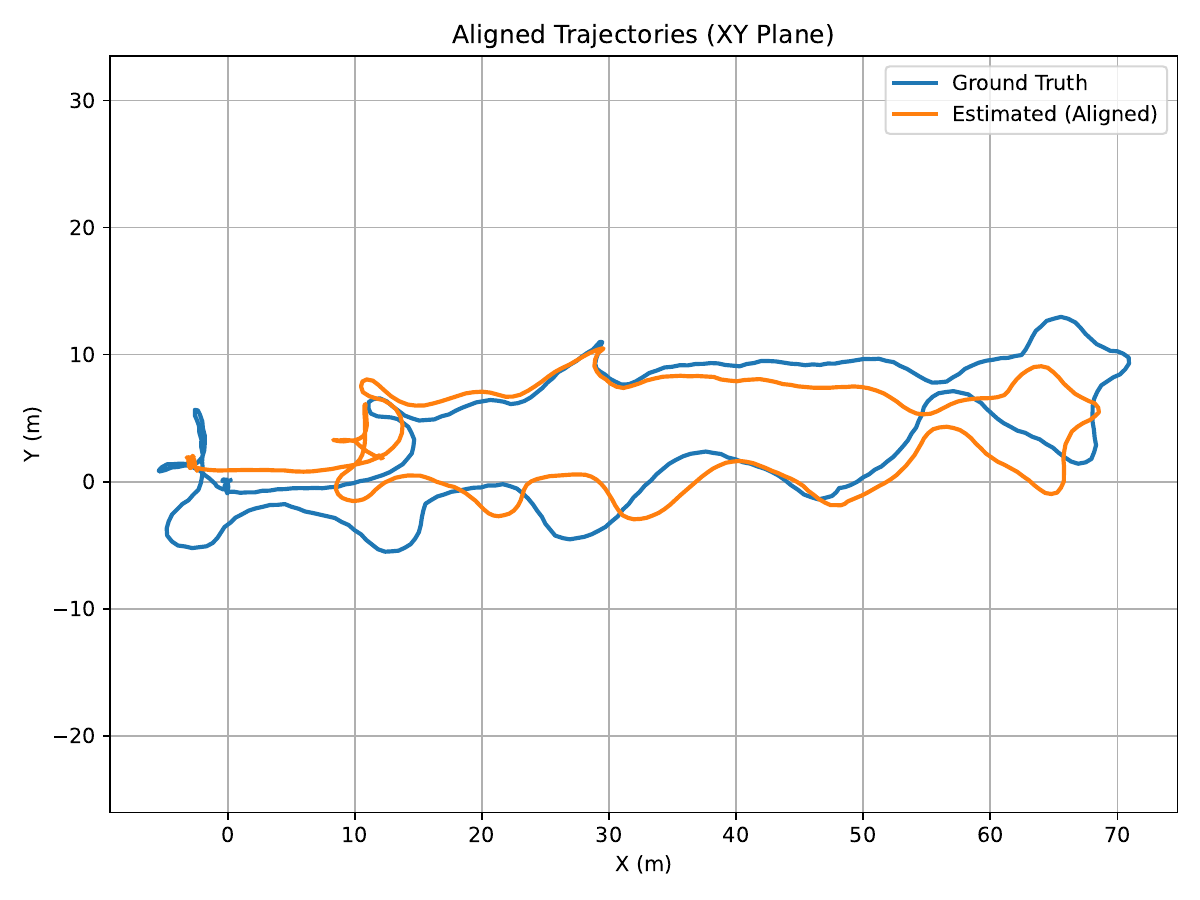 Aligned Trajectories (XY Plane)
Ground Truth
Estimated (Aligned)
30
20
10
0
−10
−20
Y (m)
0 10 20 30 40 50 60 70
X (m)